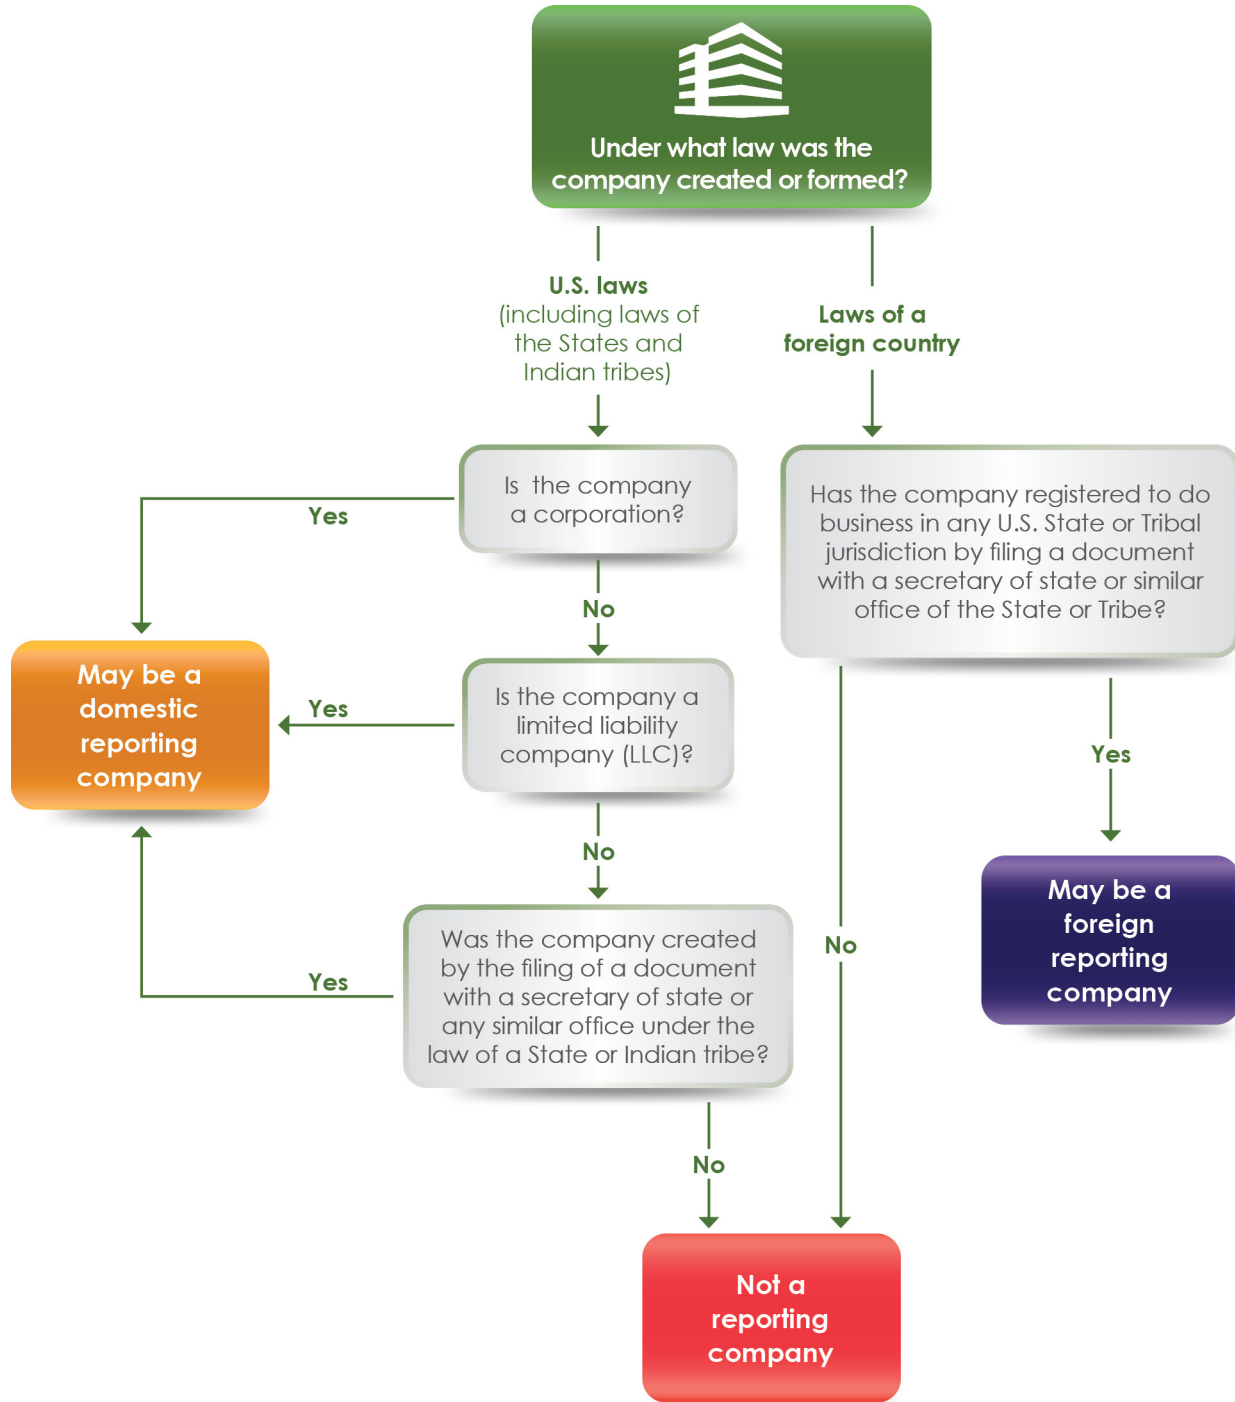 Under what law was the
company created or formed?
U.S. laws
(including laws of
the States and
Indian tribes)
Laws of a
foreign country
Is the company
a corporation?
Yes
No
Has the company registered to do
business in any U.S. State or Tribal
jurisdiction by filing a document
with a secretary of state or similar
office of the State or Tribe?
May be a
domestic
reporting
company
Yes
Is the company a
limited liability
company (LLC)?
No
Yes
May be a
foreign
reporting
company
Was the company created
by the filing of a document
with a secretary of state or
any similar office under the
law of a State or Indian tribe?
Yes
No
No
Not a
reporting
company